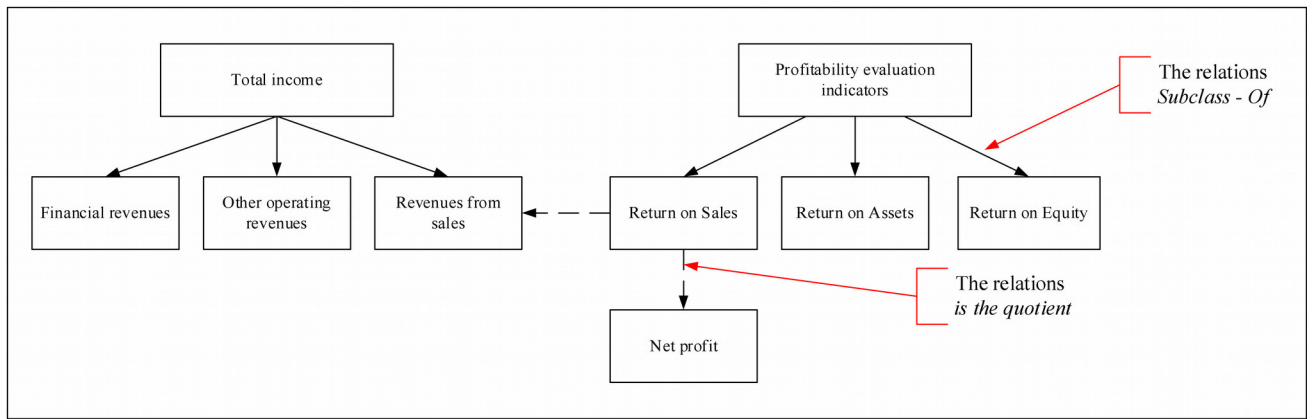 Total income
Profitability evaluation
indicators
The relations
Subclass - Of
Financial revenues
Other operating
revenues
Revenues from
sales
Return on Sales
Return on Assets
Return on Equity
The relations
is the quotient
Net profit